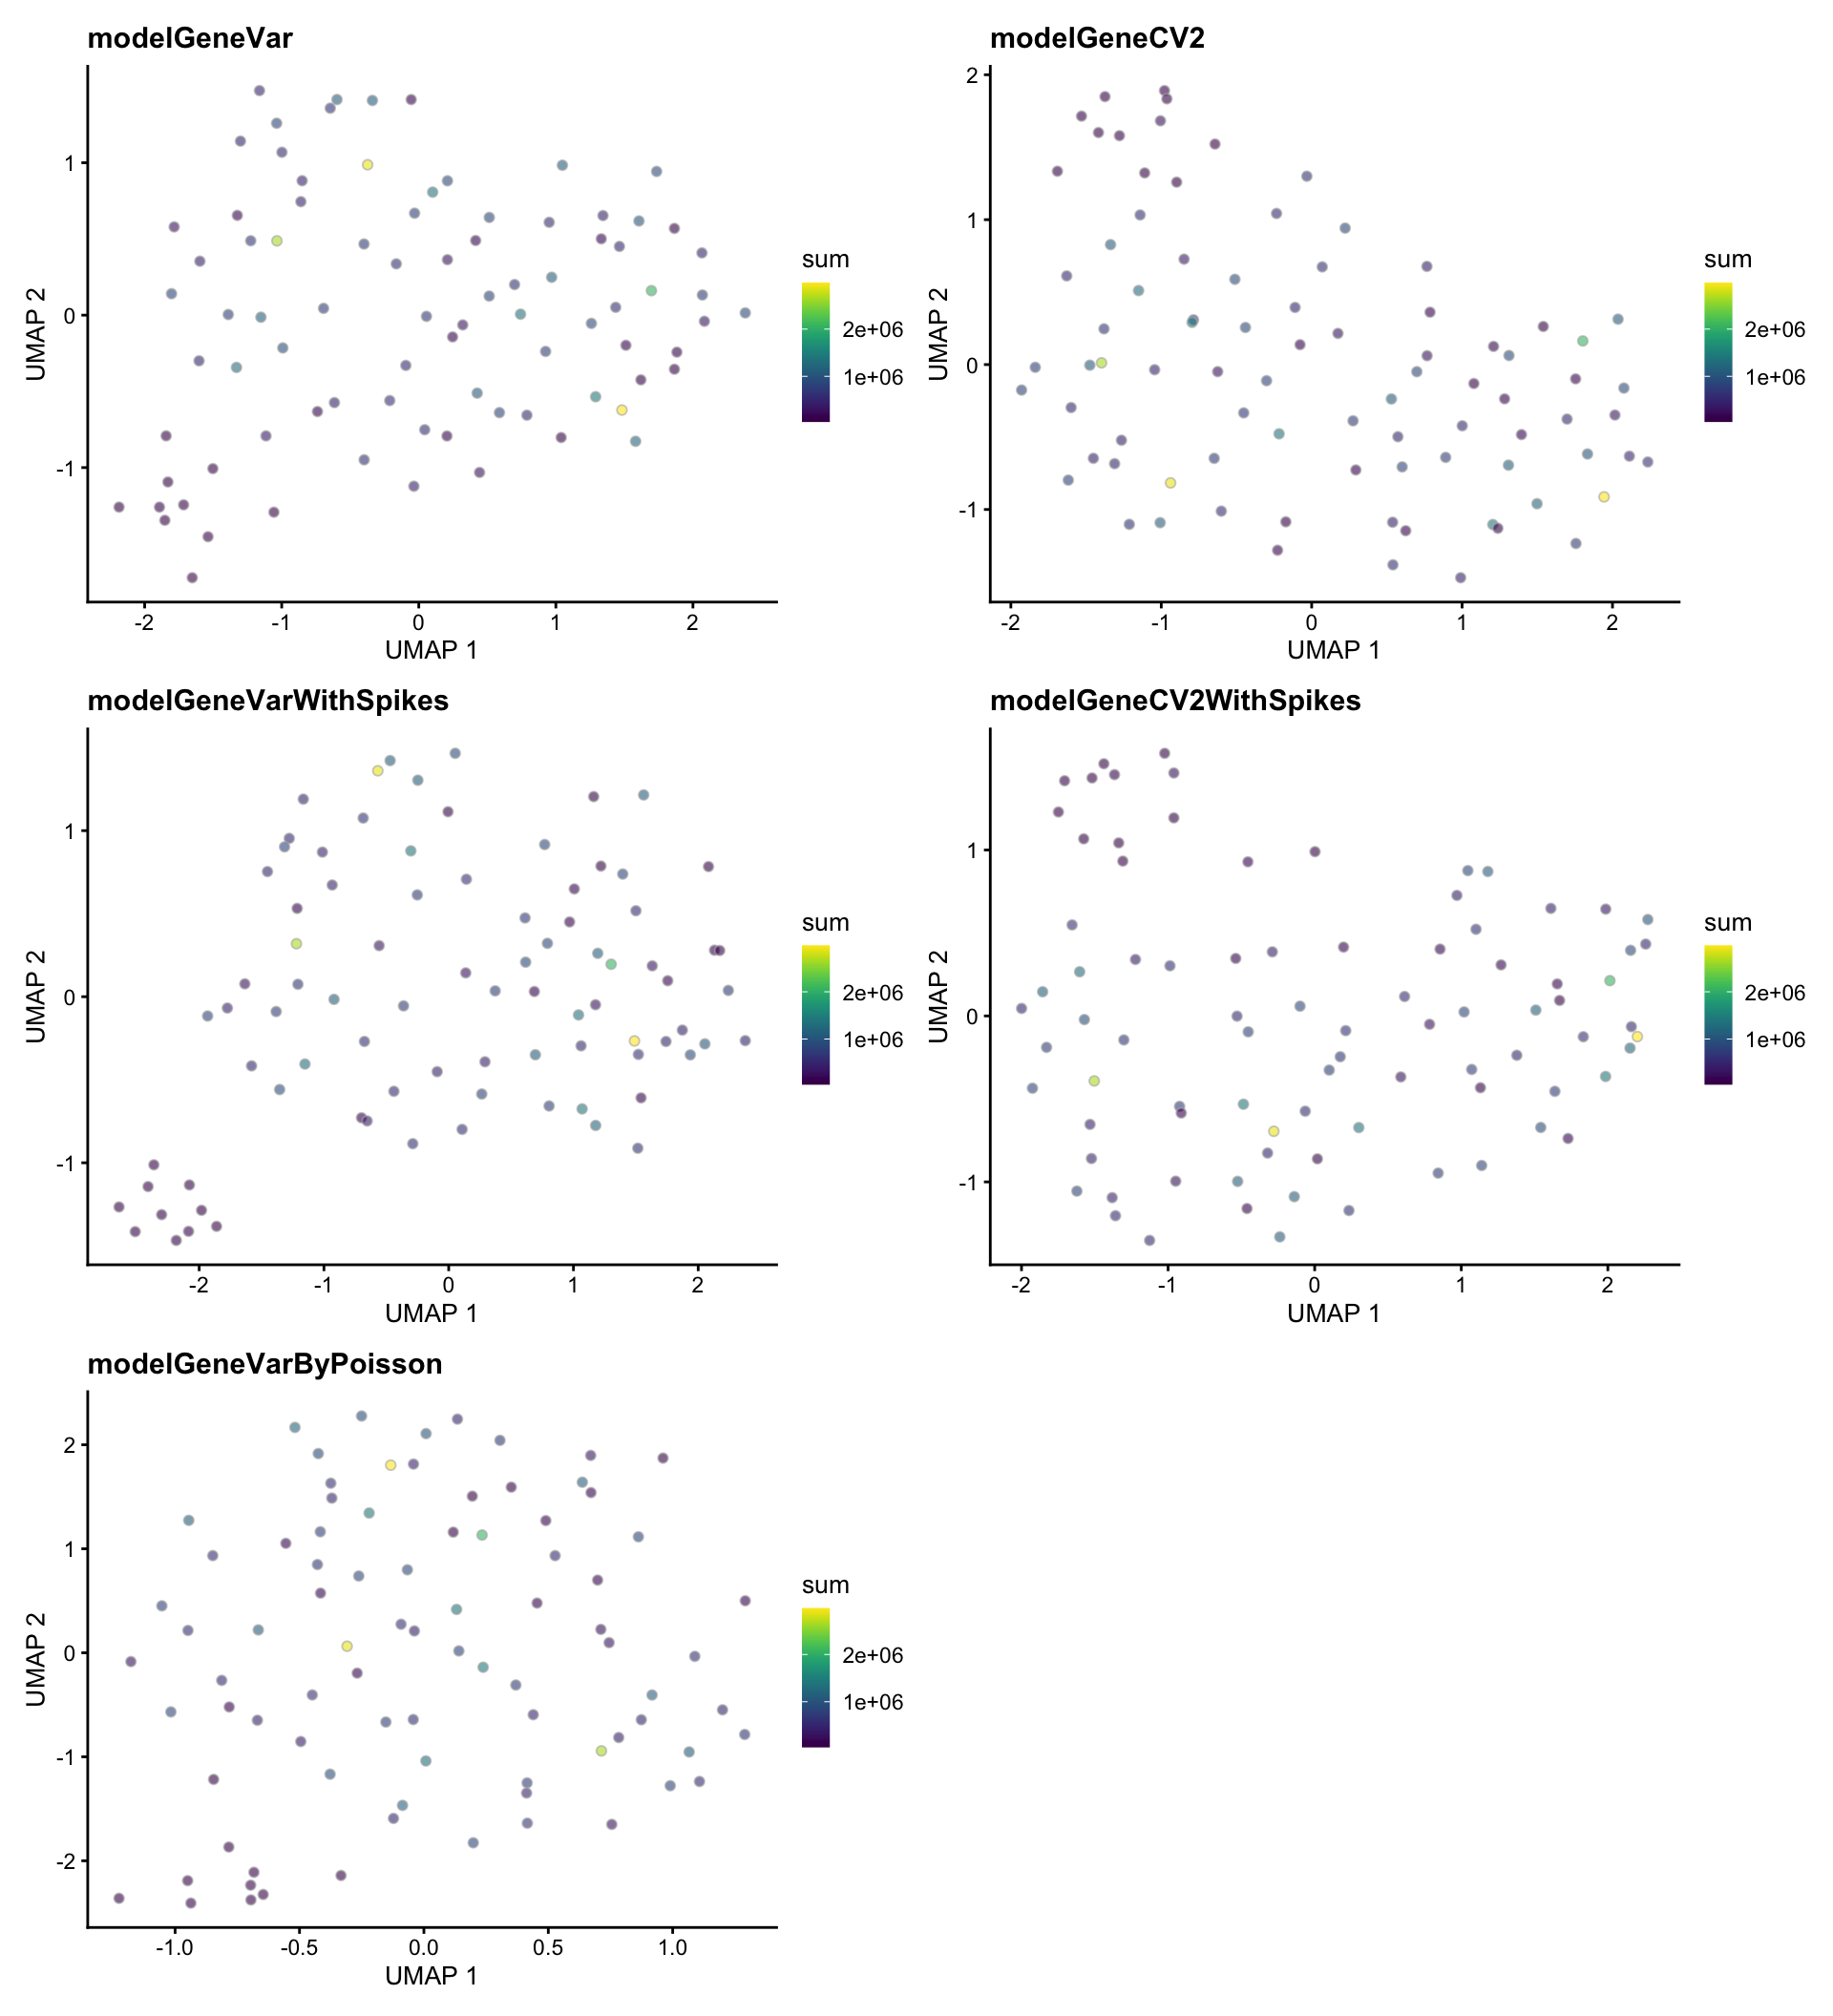 modelGeneVar
1
0
-1
-2
-1
0
1
2
UMAP 1
UMAP 2
sum
2e+06
1e+06
modelGeneCV2
2
1
0
-1
-2
-1
0
1
2
UMAP 1
UMAP 2
sum
2e+06
1e+06
modelGeneVarWithSpikes
1
0
-1
-2
-1
0
1
2
UMAP 1
UMAP 2
sum
2e+06
1e+06
modelGeneCV2WithSpikes
1
0
-1
-2
-1
0
1
2
UMAP 1
UMAP 2
sum
2e+06
1e+06
modelGeneVarByPoisson
2
1
0
-1
-2
-1.0
-0.5
0.0
0.5
1.0
UMAP 1
UMAP 2
sum
2e+06
1e+06